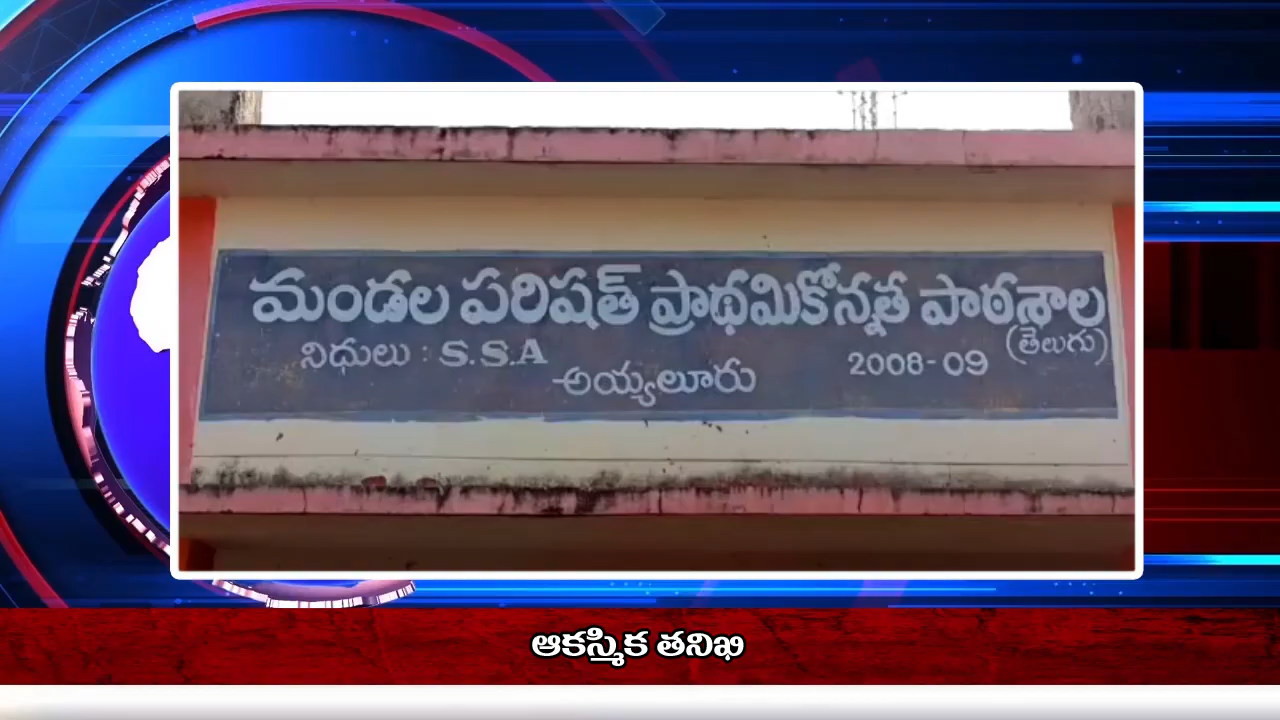 మండల పరిషత్ ప్రాథమికోన్నత పాఠశాల
(తెలుగు)
నిధులు : S.S.A
2008-09
అయ్యలూరు
ఆకస్మిక తనిఖి